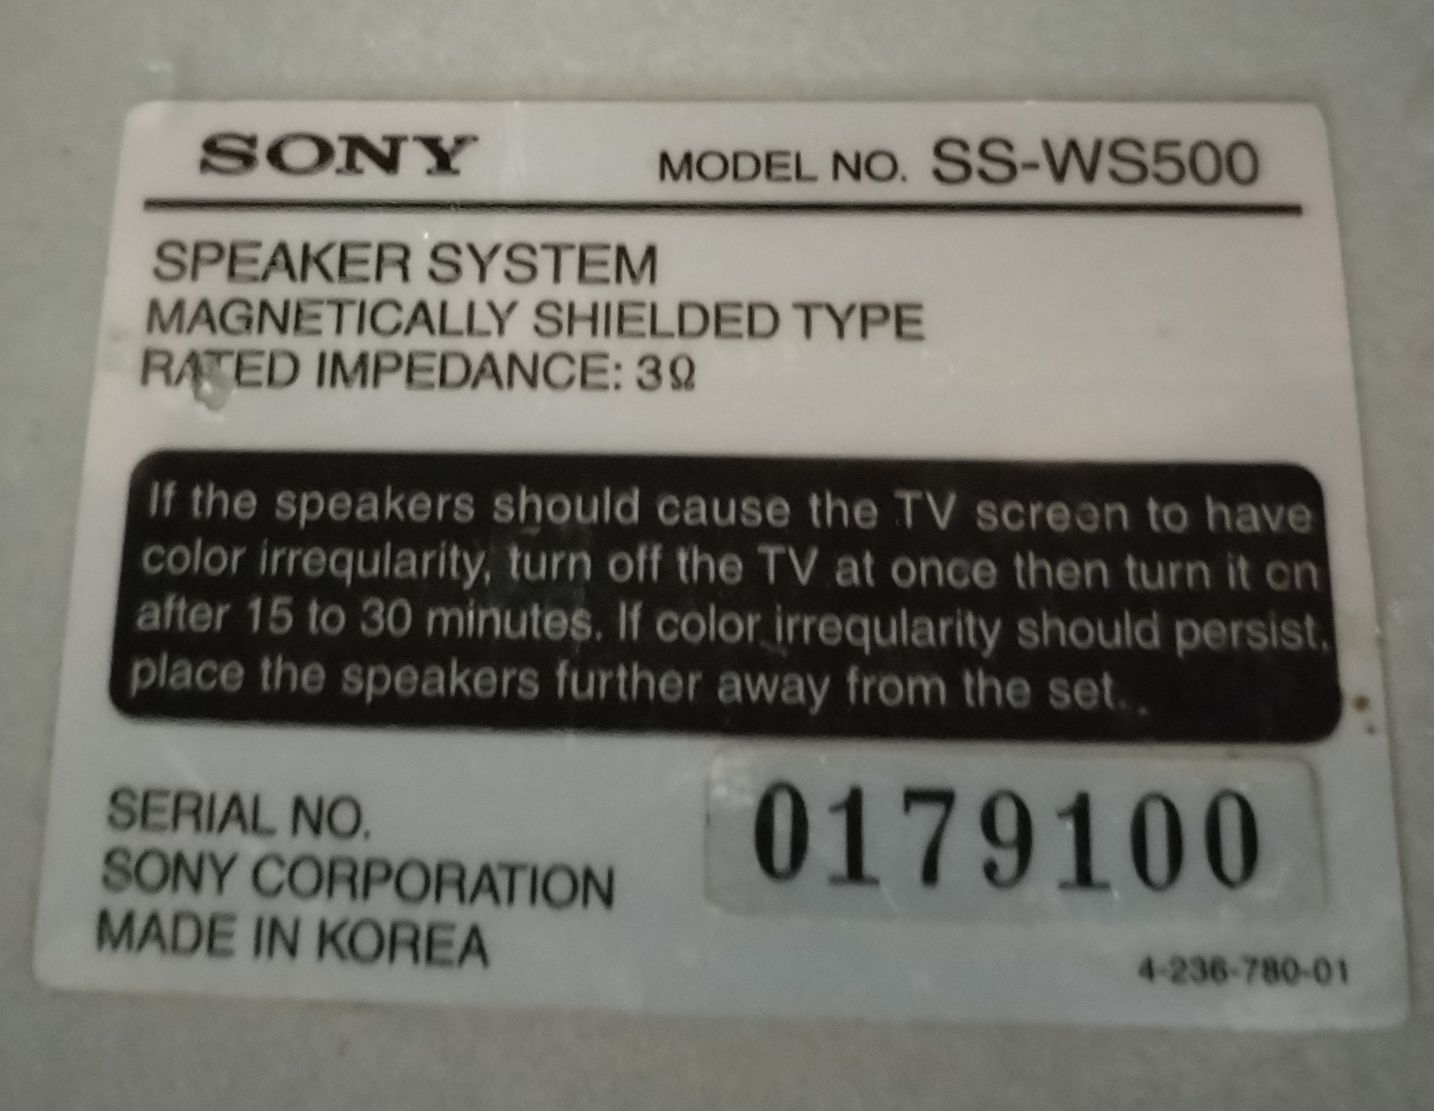 SONY MODEL NO. SS-WS500
SPEAKER SYSTEM
MAGNETICALLY SHIELDED TYPE
RATED IMPEDANCE: 3Ω
If the speakers should cause the TV screen to have
color irreqularity, turn off the TV at once then turn it on
after 15 to 30 minutes. If color irreqularity should persist,
place the speakers further away from the set.
SERIAL NO. 0179100
SONY CORPORATION
MADE IN KOREA
4-236-780-01